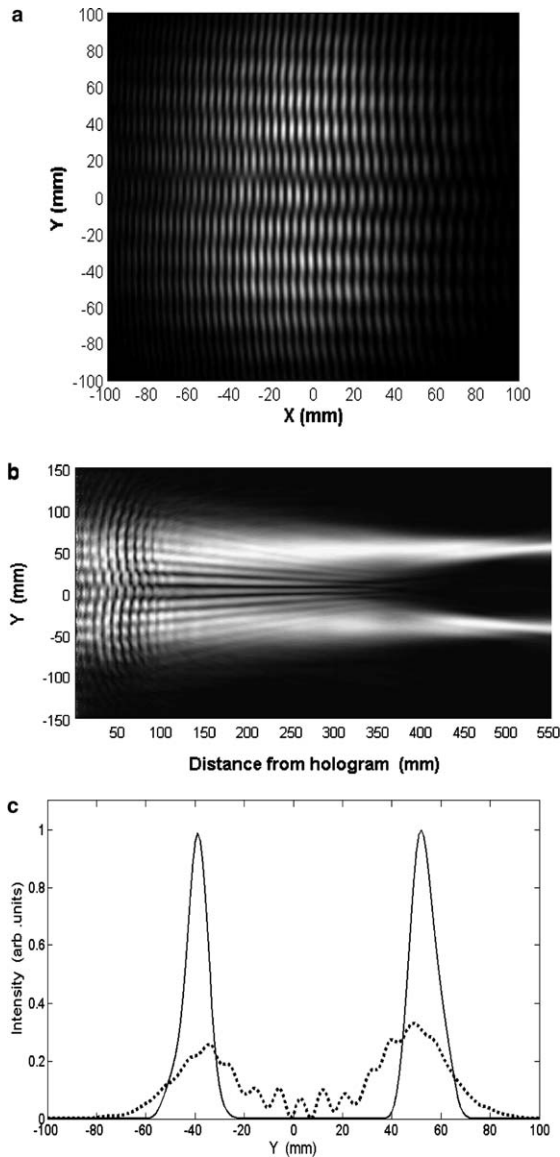 a
100
80
60
40
20
0
-20
-40
-60
-80
-100
Y (mm)
-100 -80 -60 -40 -20 0 20 40 60 80 100
X (mm)
b
150
100
50
0
-50
-100
-150
Y (mm)
50 100 150 200 250 300 350 400 450 500 550
Distance from hologram (mm)
c
1
0.8
0.6
0.4
0.2
0
Intensity (arb .units)
-100 -80 -60 -40 -20 0 20 40 60 80 100
Y (mm)